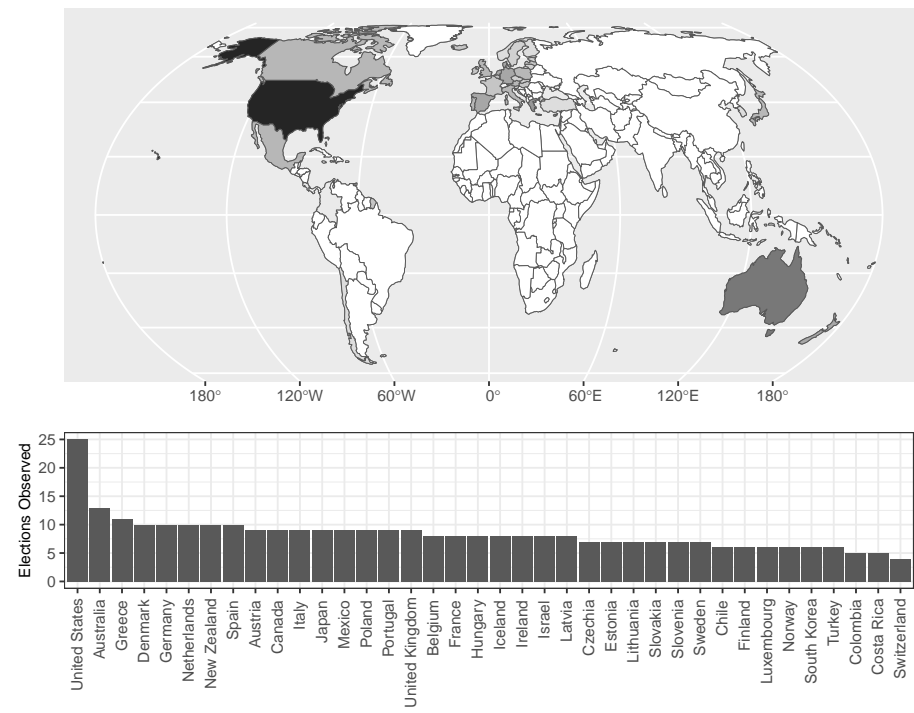 180° 120°W 60°W 0° 60°E 120°E 180°
Elections Observed
25
20
15
10
5
0
United States
Australia
Greece
Denmark
Germany
Netherlands
New Zealand
Spain
Austria
Canada
Italy
Japan
Mexico
Poland
Portugal
United Kingdom
Belgium
France
Hungary
Iceland
Ireland
Israel
Latvia
Czechia
Estonia
Lithuania
Slovakia
Slovenia
Sweden
Chile
Finland
Luxembourg
Norway
South Korea
Turkey
Colombia
Costa Rica
Switzerland